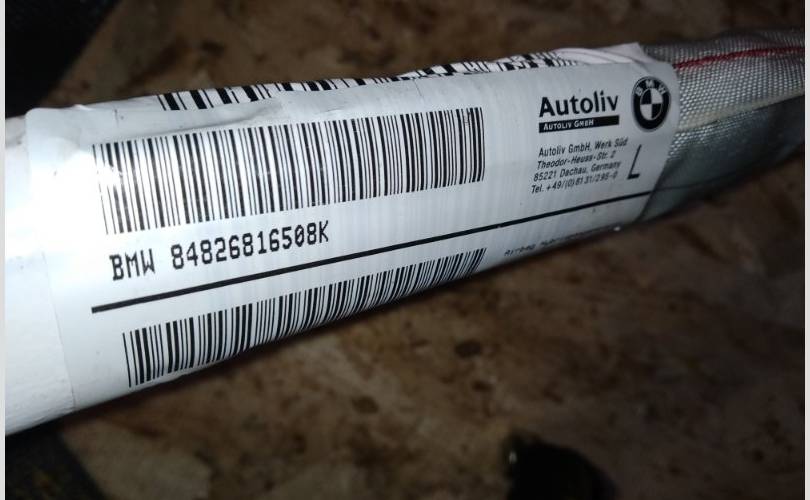 Autoliv
AUTOLIV GMBH
BMW
Autoliv GmbH, Werk Süd
Theodor-Heuss-Str. 2
85221 Dachau, Germany
Tel. +49/(0)8131/295-0
L
BMW 84826816508K